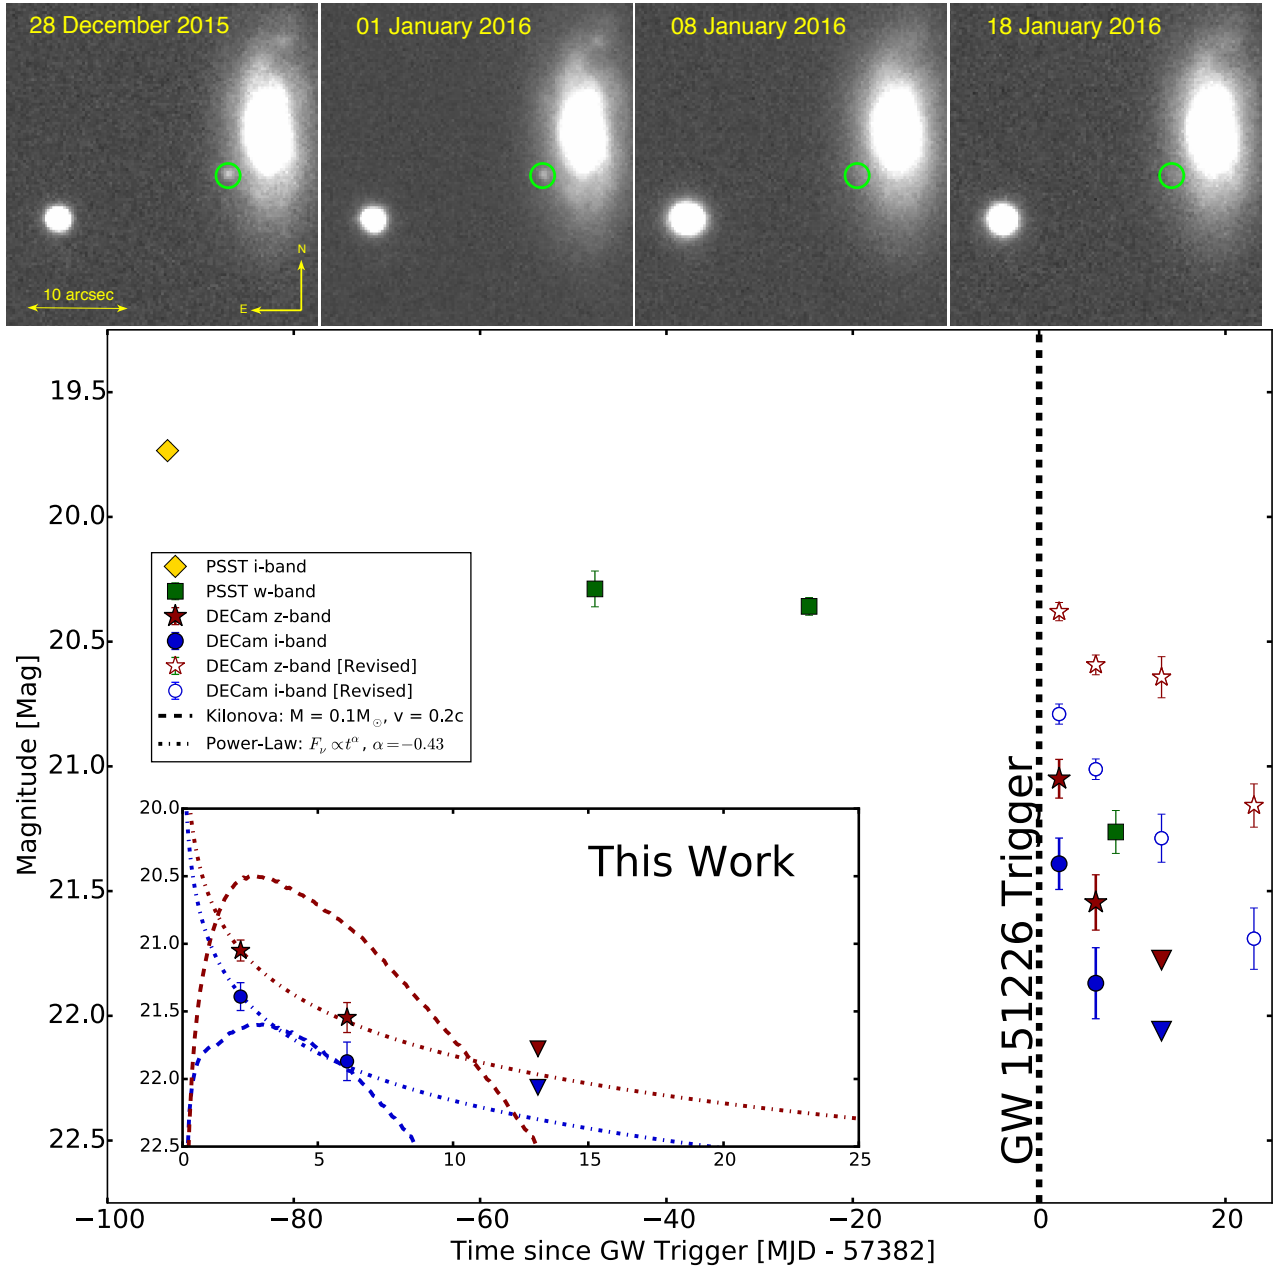 28 December 2015
01 January 2016
08 January 2016
18 January 2016
N
E
10 arcsec
19.5
20.0
20.5
21.0
21.5
22.0
22.5
Magnitude [Mag]
PSST i-band
PSST w-band
DECam z-band
DECam i-band
DECam z-band [Revised]
DECam i-band [Revised]
Kilonova: M = 0.1M☉, v = 0.2c
Power-Law: Fν ∝ t^α, α = −0.43
This Work
20.0
20.5
21.0
21.5
22.0
22.5
0 5 10 15 20 25
GW 151226 Trigger
−100 −80 −60 −40 −20 0 20
Time since GW Trigger [MJD - 57382]